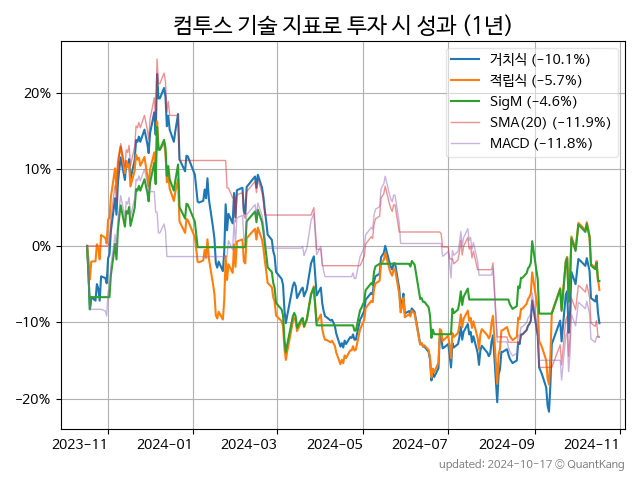 컴투스 기술 지표로 투자 시 성과 (1년)
거치식 (−10.1%)
적립식 (−5.7%)
SigM (−4.6%)
SMA(20) (−11.9%)
MACD (−11.8%)
20%
10%
0%
−10%
−20%
2023-11 2024-01 2024-03 2024-05 2024-07 2024-09 2024-11
updated: 2024-10-17 © QuantKang